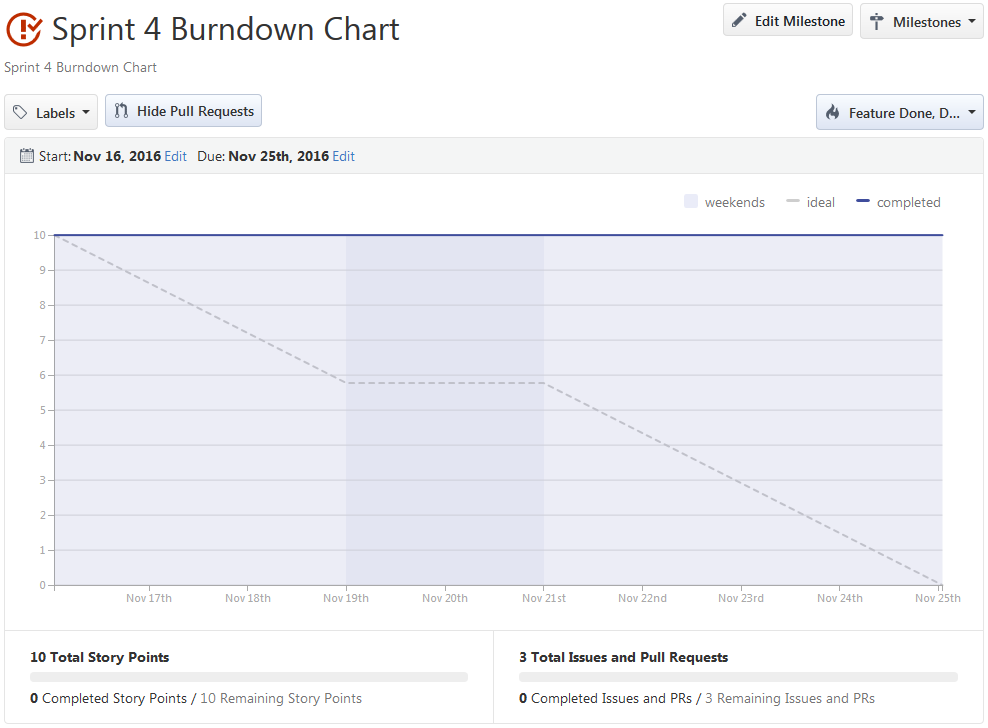 Sprint 4 Burndown Chart
Edit Milestone
Milestones
Sprint 4 Burndown Chart
Labels
Hide Pull Requests
Feature Done, D...
Start: Nov 16, 2016 Edit Due: Nov 25th, 2016 Edit
weekends ideal completed
10
9
8
7
6
5
4
3
2
1
0
Nov 17th Nov 18th Nov 19th Nov 20th Nov 21st Nov 22nd Nov 23rd Nov 24th Nov 25th
10 Total Story Points
0 Completed Story Points / 10 Remaining Story Points
3 Total Issues and Pull Requests
0 Completed Issues and PRs / 3 Remaining Issues and PRs